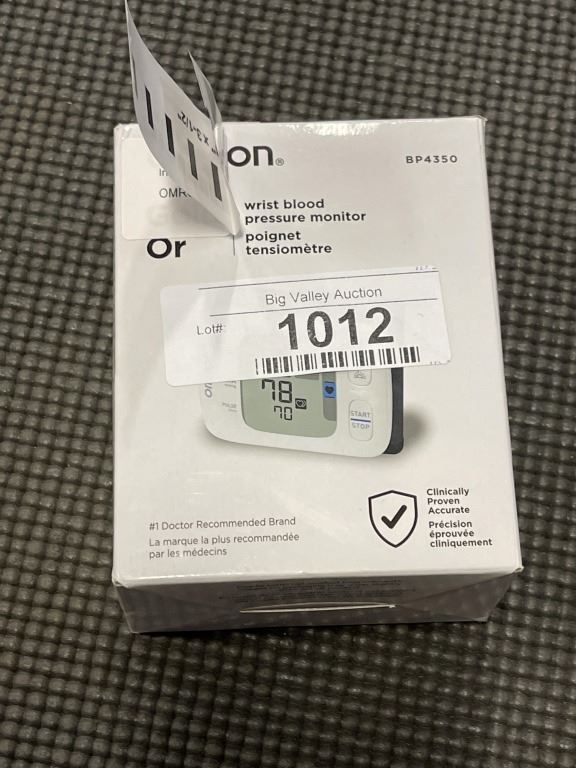 on®
BP4350
wrist blood
pressure monitor
Or
poignet
tensiomètre
Big Valley Auction
Lot#:
1012
78
70
PULSE
START
STOP
Clinically
Proven
Accurate
Précision
éprouvée
cliniquement
#1 Doctor Recommended Brand
La marque la plus recommandée
par les médecins